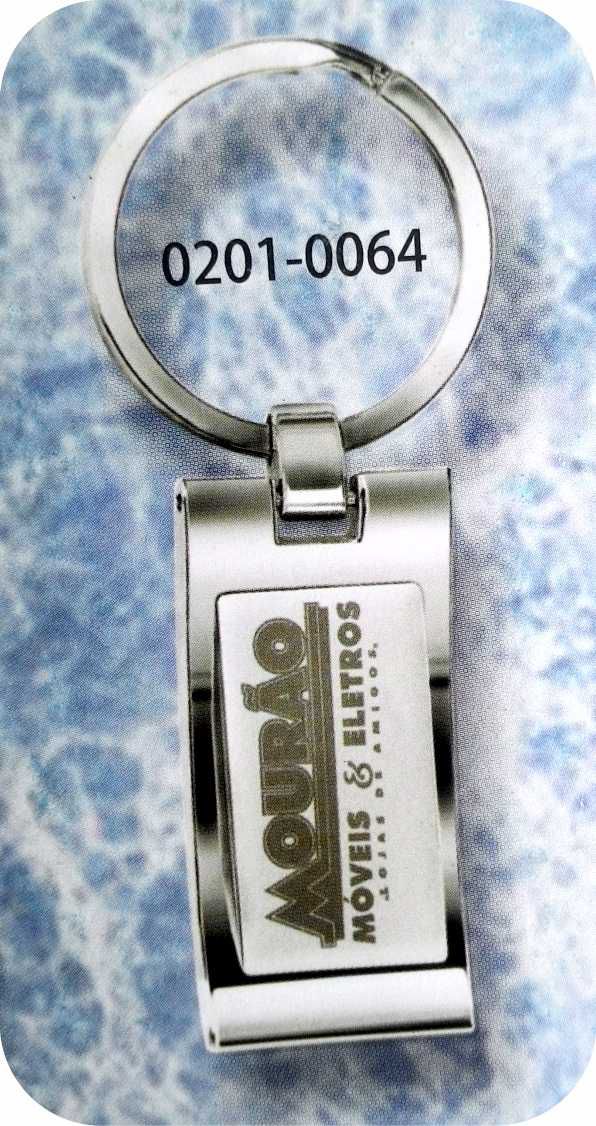 0201-0064
MOURÃO
MÓVEIS & ELETROS
LOJAS DE AMIGOS.